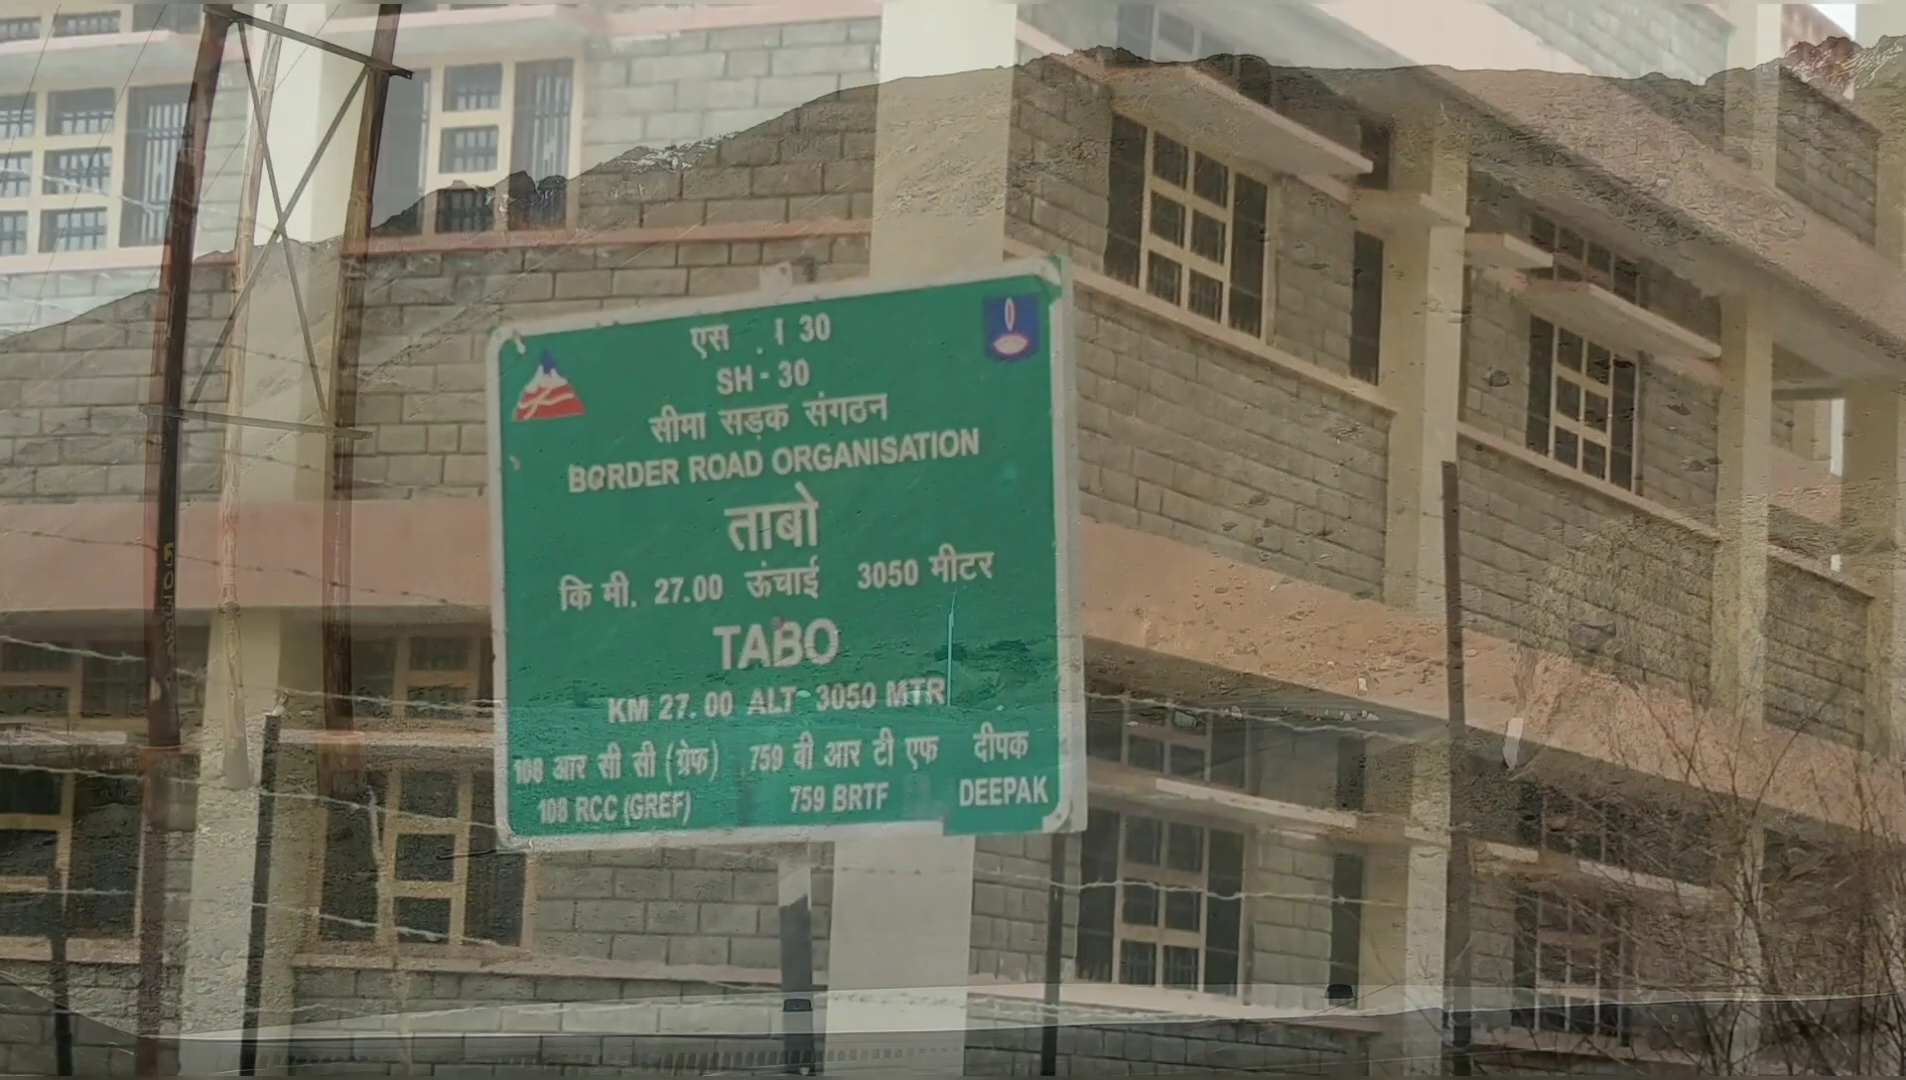 एस 30
SH - 30
सीमा सड़क संगठन
BORDER ROAD ORGANISATION
ताबो
कि मी. 27.00 ऊंचाई 3050 मीटर
TABO
KM 27.00 ALT 3050 MTR
108 आर सी सी (ग्रेफ) 759 बी आर टी एफ दीपक
108 RCC (GREF) 759 BRTF DEEPAK